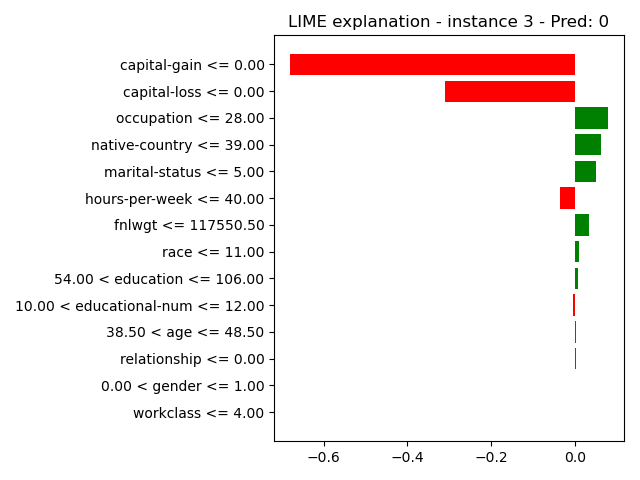 LIME explanation - instance 3 - Pred: 0
capital-gain <= 0.00
capital-loss <= 0.00
occupation <= 28.00
native-country <= 39.00
marital-status <= 5.00
hours-per-week <= 40.00
fnlwgt <= 117550.50
race <= 11.00
54.00 < education <= 106.00
10.00 < educational-num <= 12.00
38.50 < age <= 48.50
relationship <= 0.00
0.00 < gender <= 1.00
workclass <= 4.00
−0.6 −0.4 −0.2 0.0